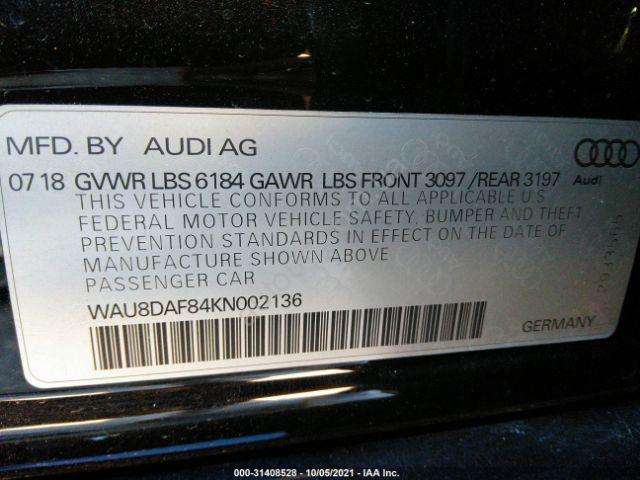 MFD. BY AUDI AG
07 18 GVWR LBS 6184 GAWR LBS FRONT 3097 /REAR 3197
Audi
THIS VEHICLE CONFORMS TO ALL APPLICABLE U.S.
FEDERAL MOTOR VEHICLE SAFETY, BUMPER AND THEFT
PREVENTION STANDARDS IN EFFECT ON THE DATE OF
MANUFACTURE SHOWN ABOVE
PASSENGER CAR
WAU8DAF84KN002136
GERMANY
000-31408528 - 10/05/2021 - IAA Inc.